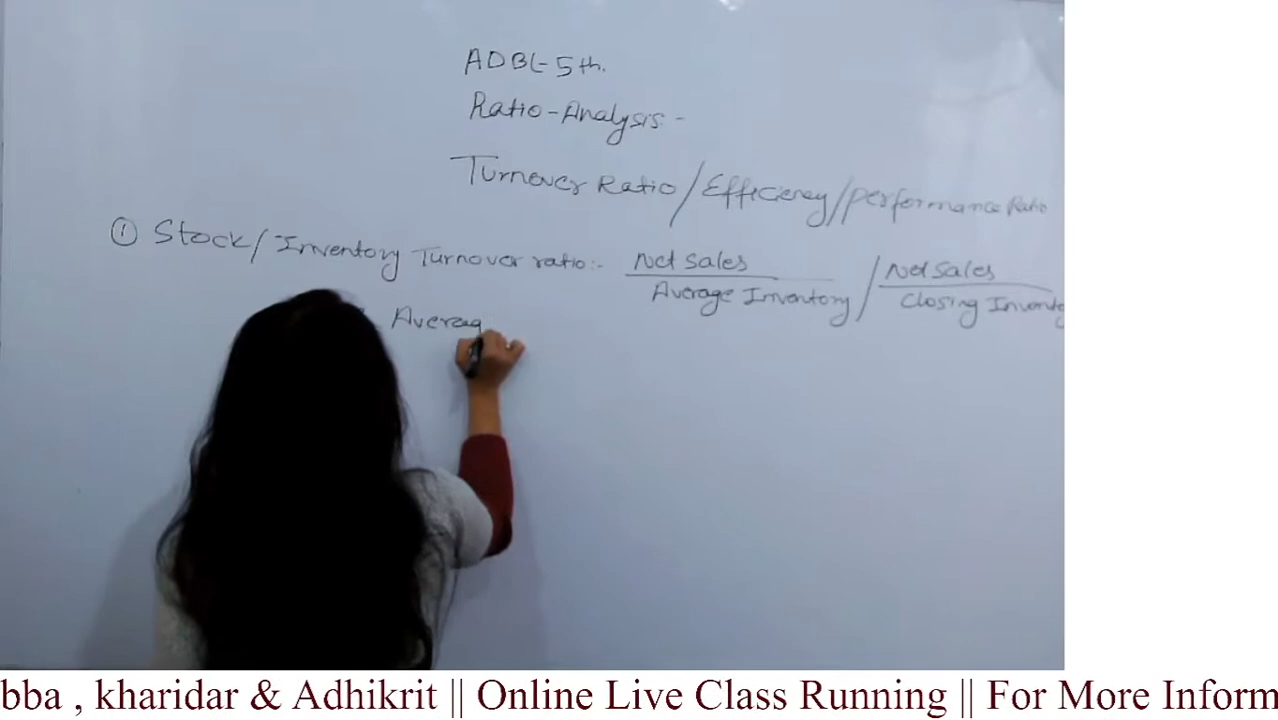 ADBL-5th.
Ratio-Analysis:-
Turnover Ratio/Efficiency/performance Ratio
① Stock/Inventory Turnover ratio:- Net Sales / Net Sales
Average Inventory / Closing Invento
Averag
bba , kharidar & Adhikrit || Online Live Class Running || For More Inform